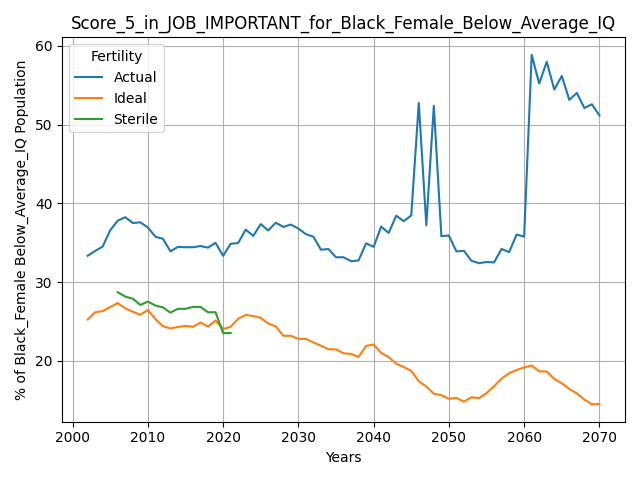 Score_5_in_JOB_IMPORTANT_for_Black_Female_Below_Average_IQ
% of Black_Female Below_Average_IQ Population
60
50
40
30
20
Fertility
Actual
Ideal
Sterile
2000 2010 2020 2030 2040 2050 2060 2070
Years